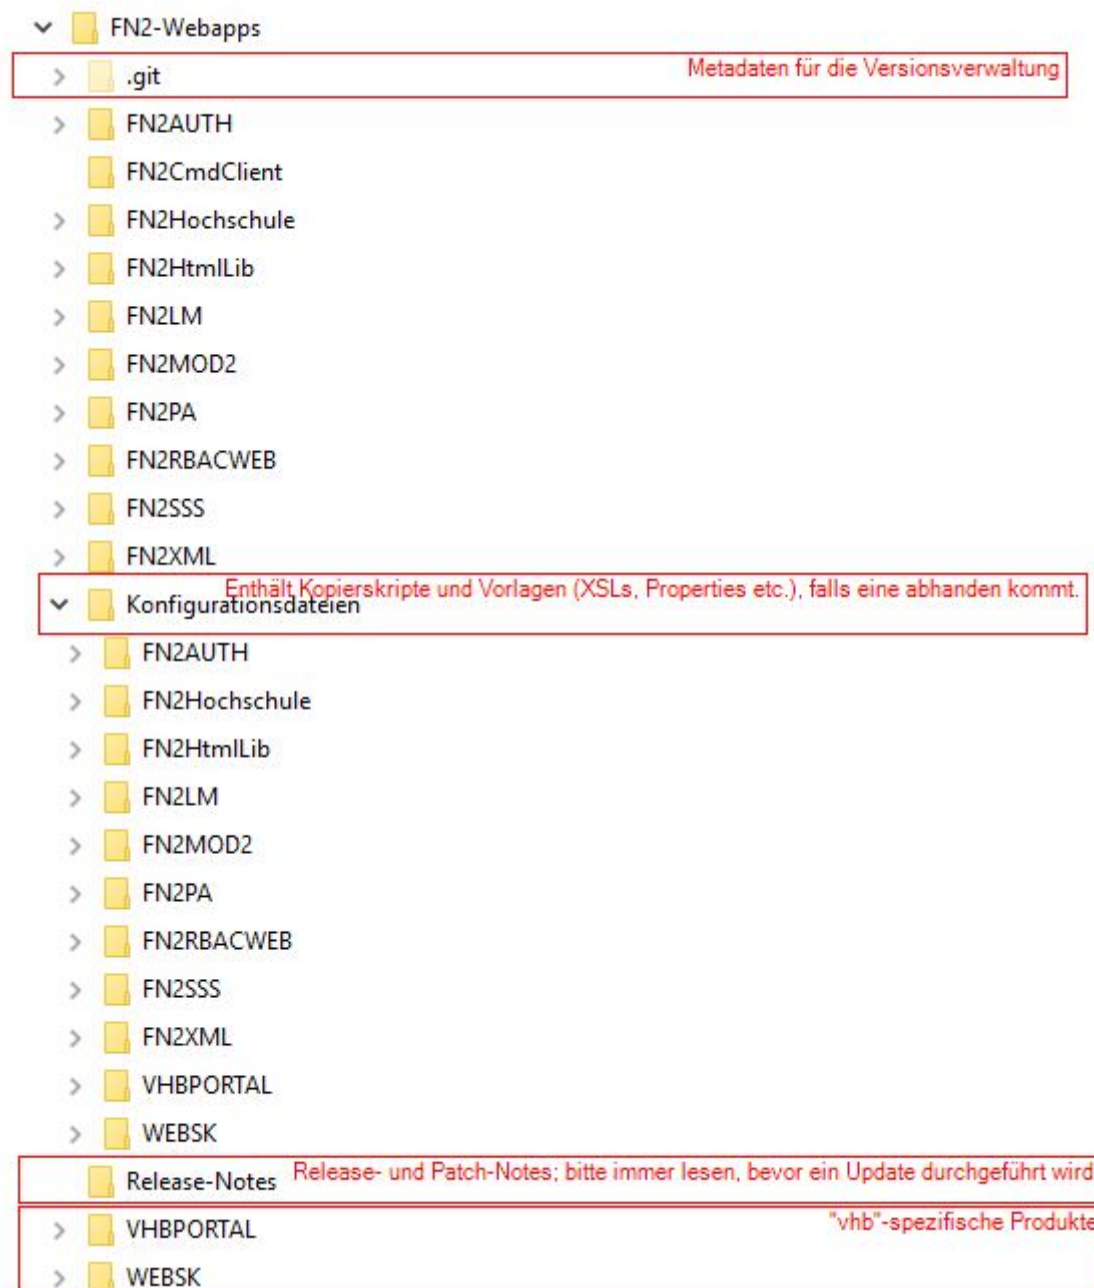 FN2-Webapps
.git Metadaten für die Versionsverwaltung
FN2AUTH
FN2CmdClient
FN2Hochschule
FN2HtmlLib
FN2LM
FN2MOD2
FN2PA
FN2RBACWEB
FN2SSS
FN2XML
Enthält Kopierskripte und Vorlagen (XSLs, Properties etc.), falls eine abhanden kommt.
Konfigurationsdateien
FN2AUTH
FN2Hochschule
FN2HtmlLib
FN2LM
FN2MOD2
FN2PA
FN2RBACWEB
FN2SSS
FN2XML
VHBPORTAL
WEBSK
Release-Notes Release- und Patch-Notes; bitte immer lesen, bevor ein Update durchgeführt wird
"vhb"-spezifische Produkte
VHBPORTAL
WEBSK